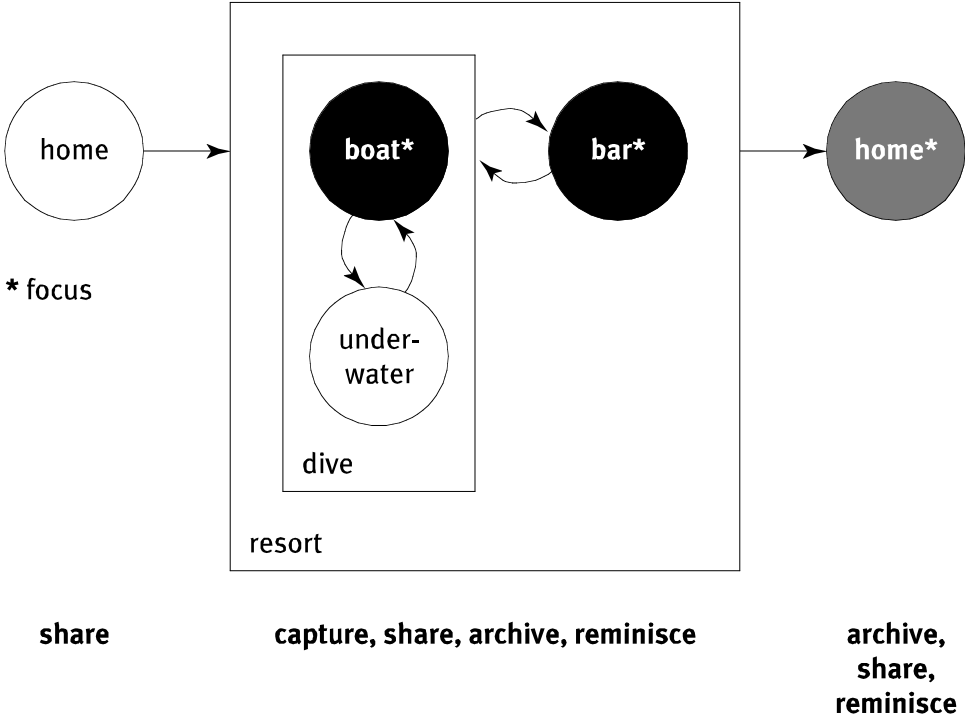 home
boat*
bar*
home*
* focus
under-
water
dive
resort
share
capture, share, archive, reminisce
archive,
share,
reminisce